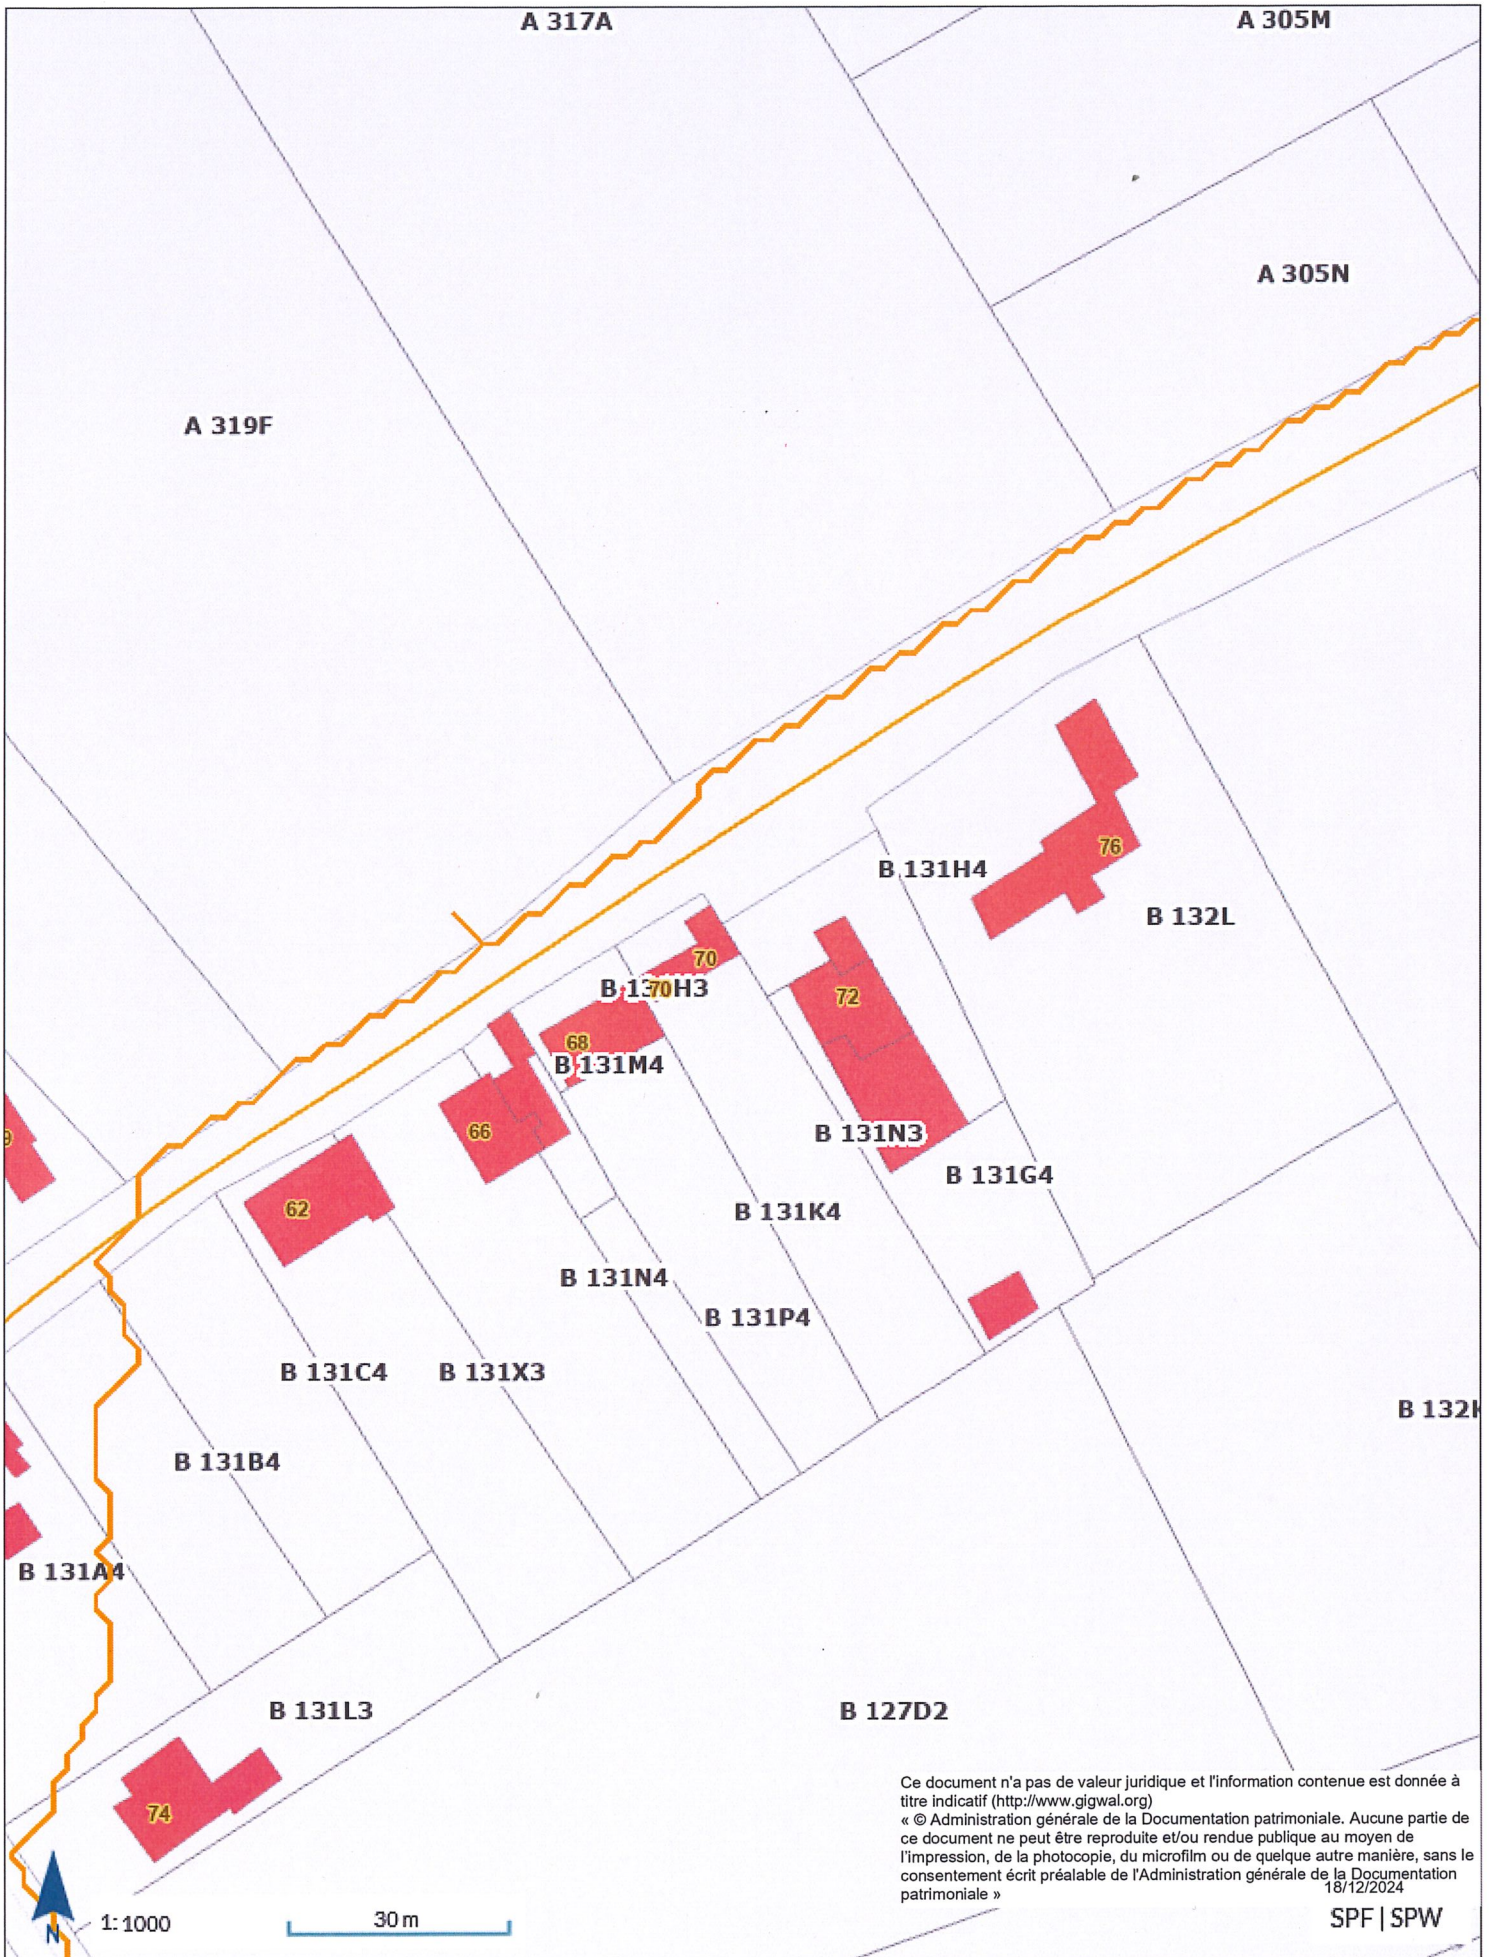 A 317A
A 305M
A 305N
A 319F
76
B 131H4
B 132L
70
70
B 13 H3
72
68
B 131M4
66
B 131N3
9
B 131G4
62
B 131K4
B 131N4
B 131P4
B 131C4
B 131X3
B 132
B 131B4
B 131A4
B 131L3
B 127D2
74
Ce document n'a pas de valeur juridique et l'information contenue est donnée à
titre indicatif (http://www.gigwal.org)
« © Administration générale de la Documentation patrimoniale. Aucune partie de
ce document ne peut être reproduite et/ou rendue publique au moyen de
l'impression, de la photocopie, du microfilm ou de quelque autre manière, sans le
consentement écrit préalable de l'Administration générale de la Documentation
patrimoniale »
18/12/2024
N
1: 1000
30 m
SPF | SPW